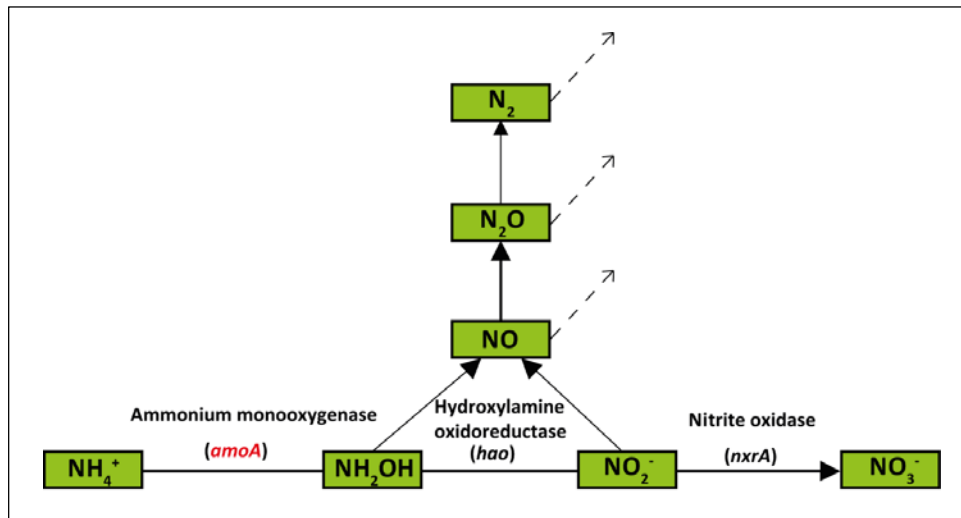 N₂
N₂O
NO
Ammonium monooxygenase
(amoA)
Hydroxylamine
oxidoreductase
(hao)
Nitrite oxidase
(nxrA)
NH₄⁺
NH₂OH
NO₂⁻
NO₃⁻